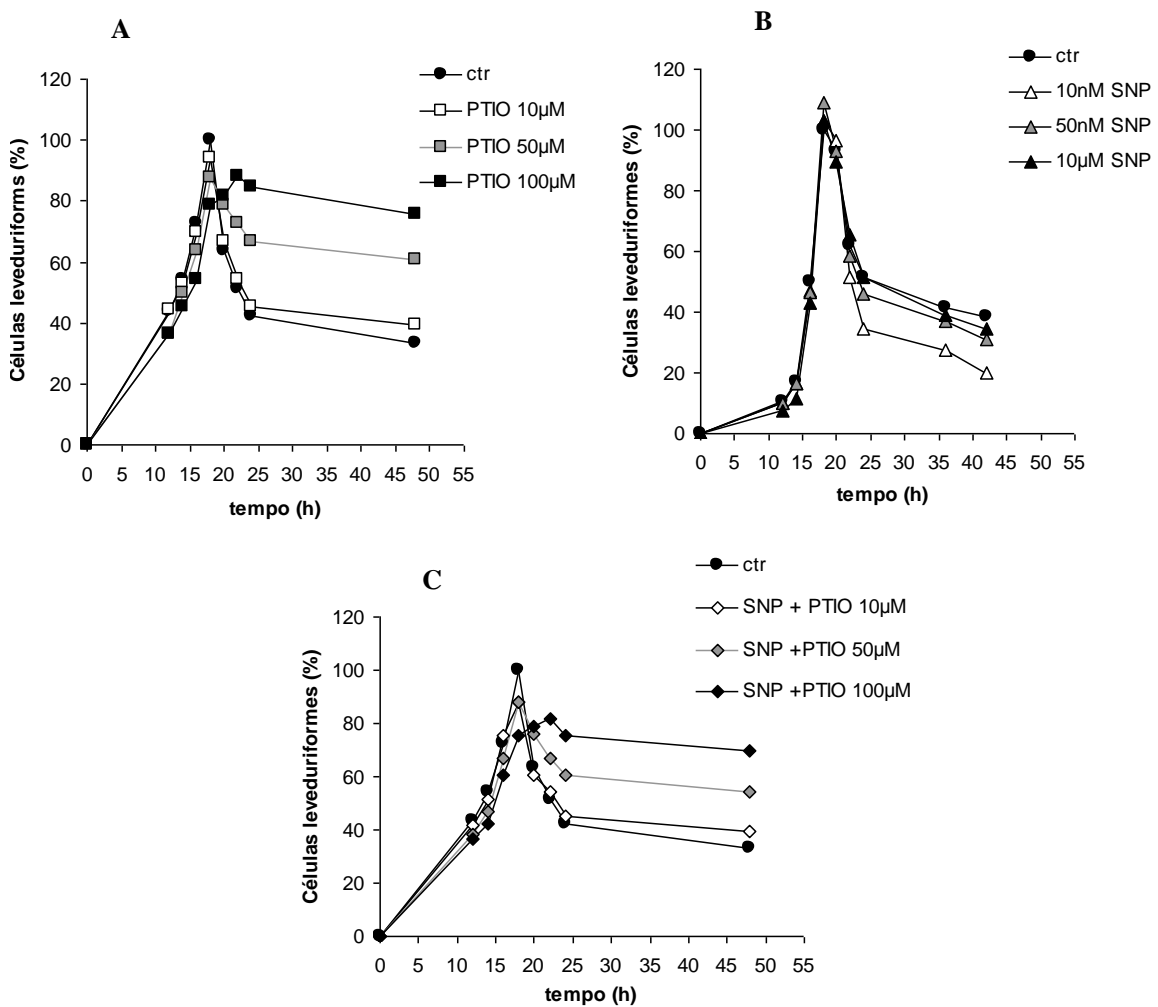 A
ctr
PTIO 10µM
PTIO 50µM
PTIO 100µM
Células leveduriforms (%)
120
100
80
60
40
20
0
0 5 10 15 20 25 30 35 40 45 50 55
tempo (h)
B
ctr
10nM SNP
50nM SNP
10µM SNP
Células leveduriformes (%)
120
100
80
60
40
20
0
0 5 10 15 20 25 30 35 40 45 50 55
tempo (h)
C
ctr
SNP + PTIO 10µM
SNP +PTIO 50µM
SNP +PTIO 100µM
Células leveduriformes (%)
120
100
80
60
40
20
0
0 5 10 15 20 25 30 35 40 45 50 55
tempo (h)